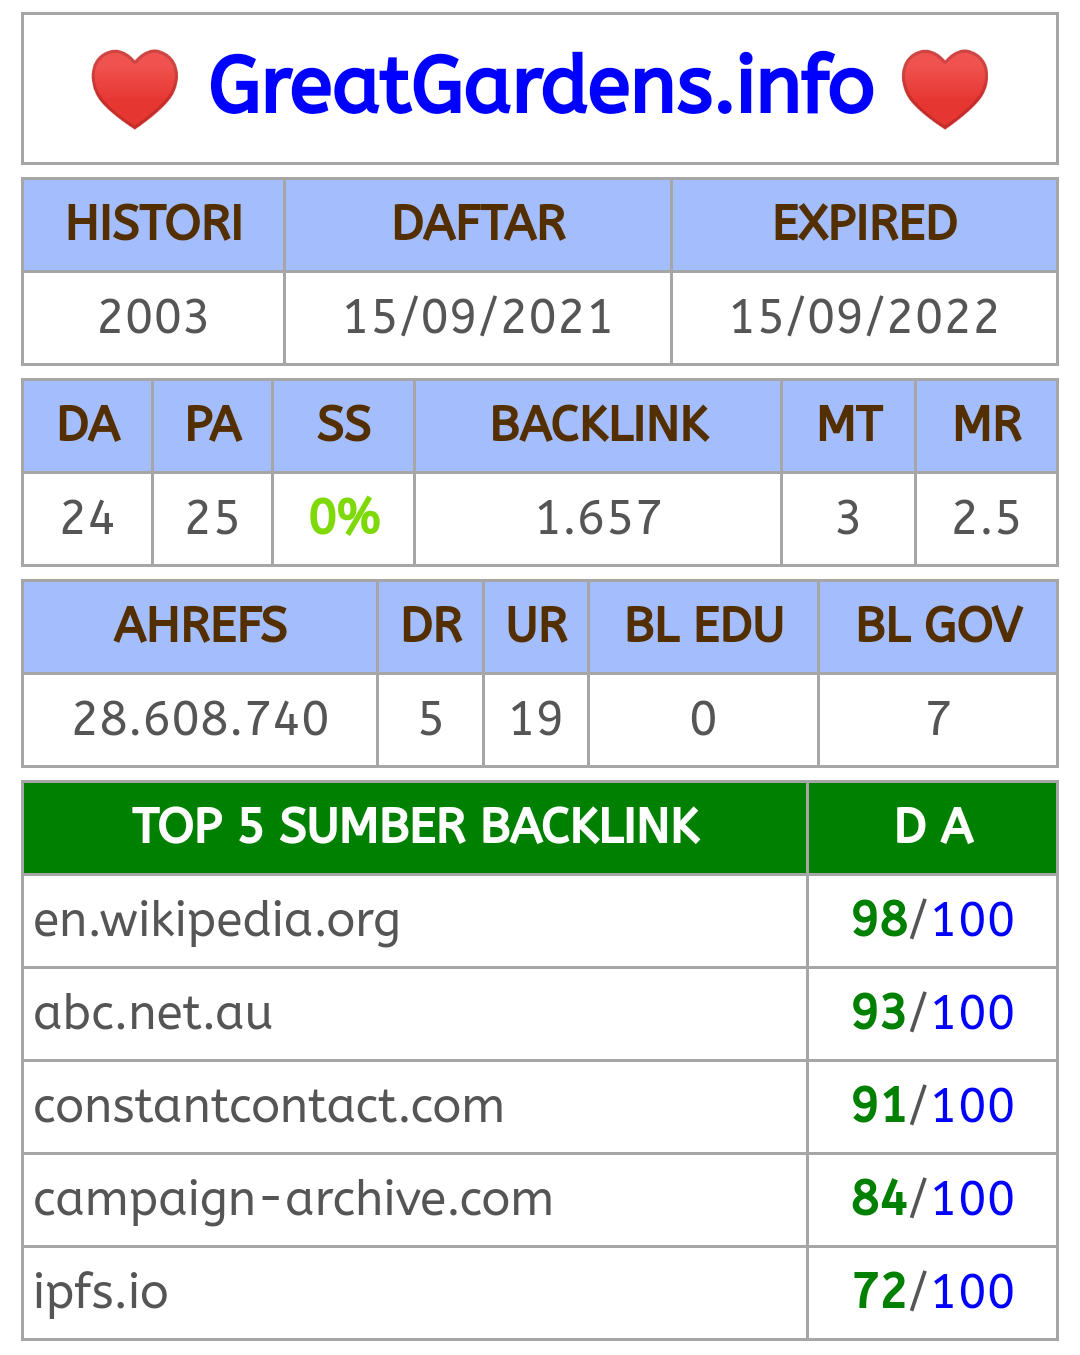 GreatGardens.info
HISTORI DAFTAR EXPIRED
2003 15/09/2021 15/09/2022
DA PA SS BACKLINK MT MR
24 25 0% 1.657 3 2.5
AHREFS DR UR BL EDU BL GOV
28.608.740 5 19 0 7
TOP 5 SUMBER BACKLINK D A
en.wikipedia.org 98/100
abc.net.au 93/100
constantcontact.com 91/100
campaign-archive.com 84/100
ipfs.io 72/100